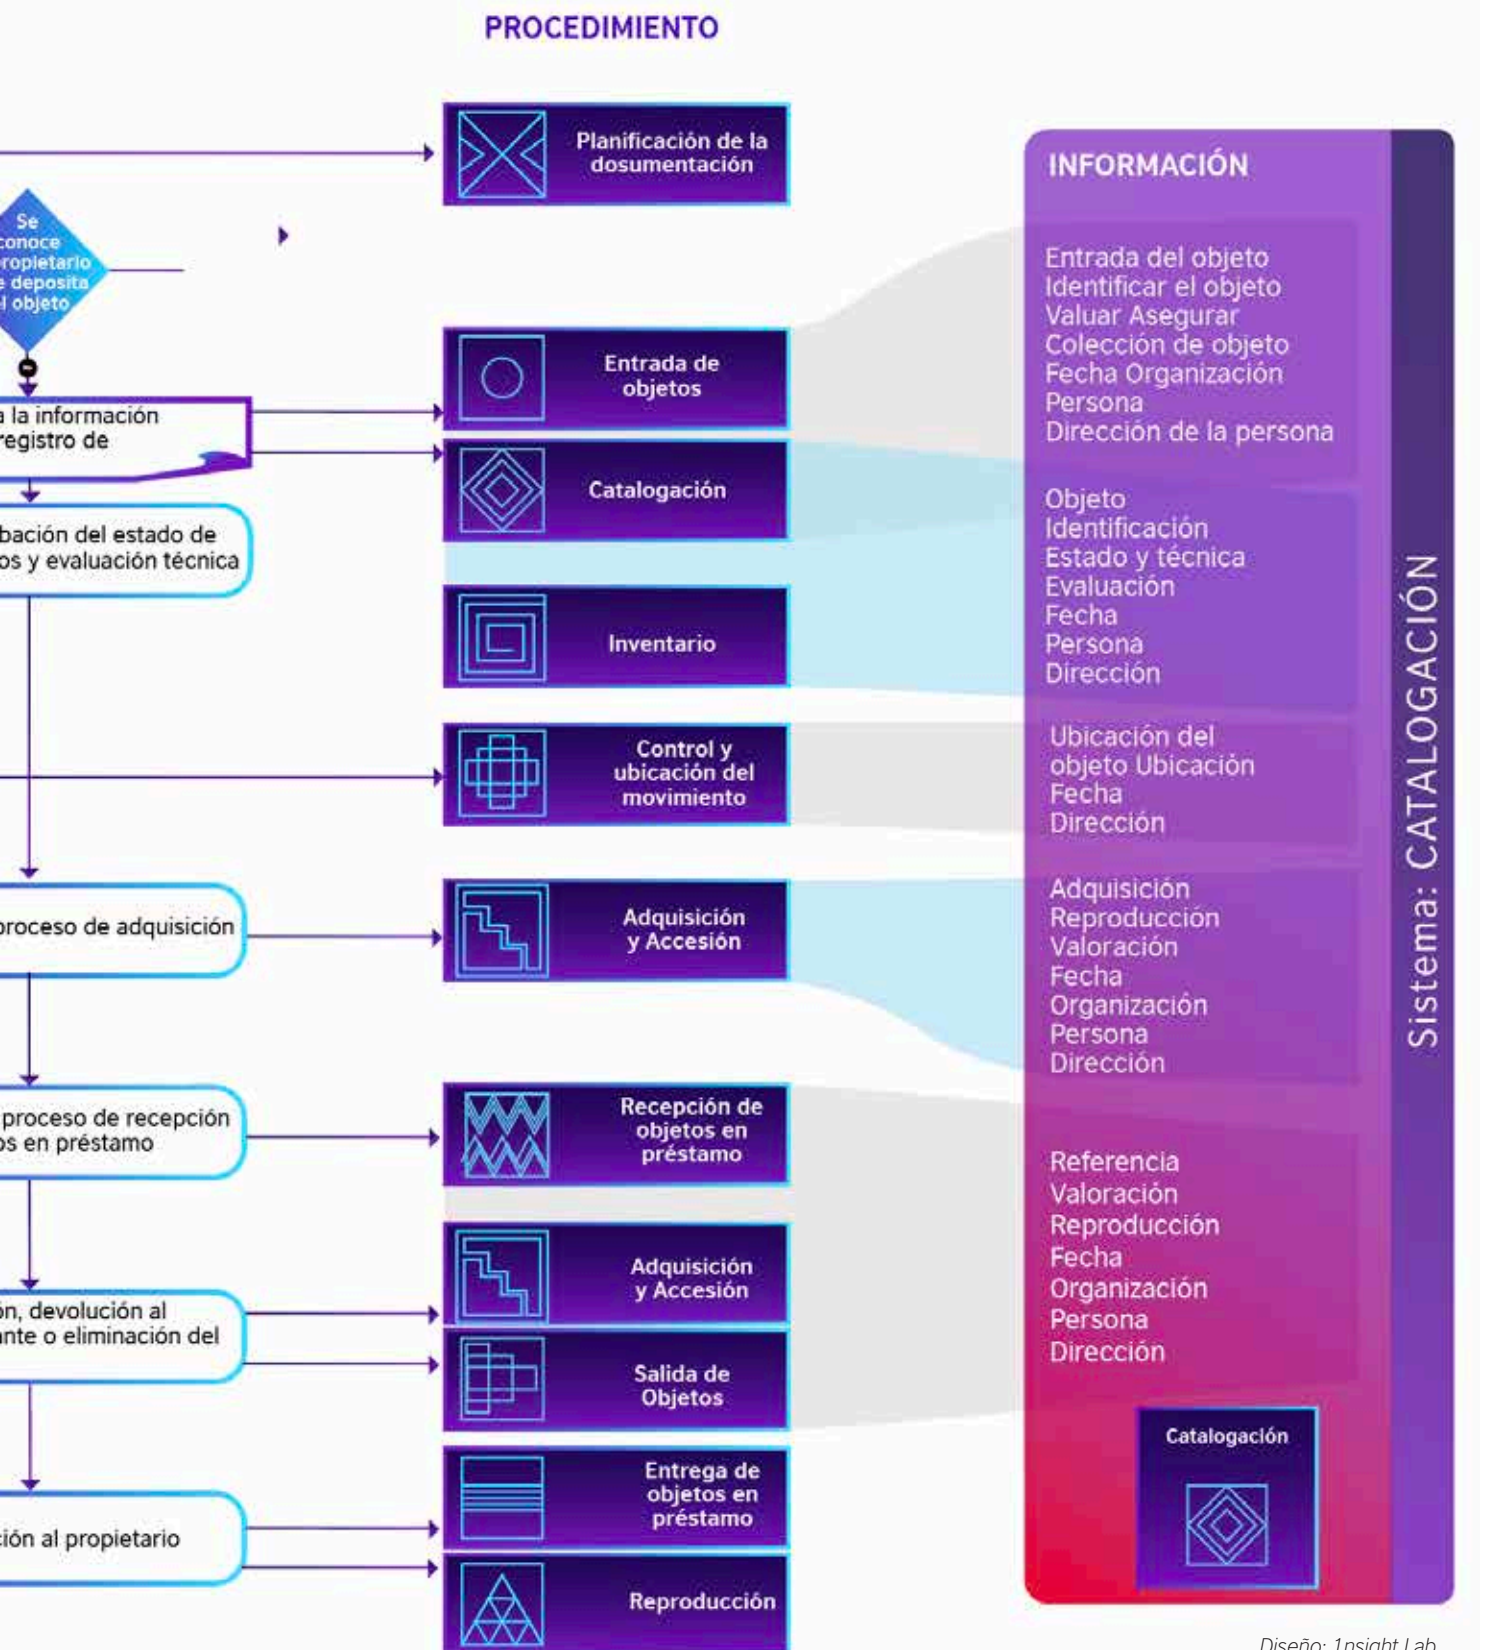 PROCEDIMIENTO
Planificación de la
dosumentación
Se
conoce
propietario
deposita
objeto
a la información
registro de
bación del estado de
os y evaluación técnica
proceso de adquisición
proceso de recepción
os en préstamo
ón, devolución al
ante o eliminación del
ción al propietario
Entrada de
objetos
Catalogación
Inventario
Control y
ubicación del
movimiento
Adquisición
y Accesión
Recepción de
objetos en
préstamo
Adquisición
y Accesión
Salida de
Objetos
Entrega de
objetos en
préstamo
Reproducción
INFORMACIÓN
Entrada del objeto
Identificar el objeto
Valuar Asegurar
Colección de objeto
Fecha Organización
Persona
Dirección de la persona
Objeto
Identificación
Estado y técnica
Evaluación
Fecha
Persona
Dirección
Ubicación del
objeto Ubicación
Fecha
Dirección
Adquisición
Reproducción
Valoración
Fecha
Organización
Persona
Dirección
Referencia
Valoración
Reproducción
Fecha
Organización
Persona
Dirección
Catalogación
Sistema: CATALOGACIÓN
Diseño: 1nsight Lab